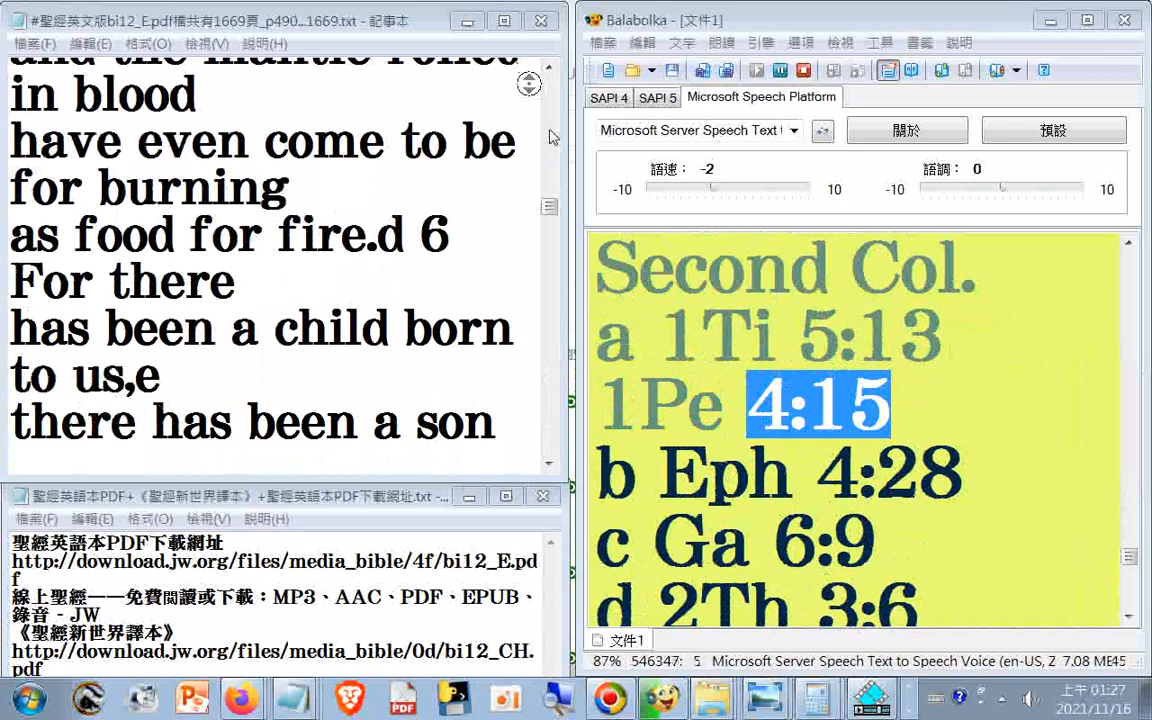 #聖經英文版bi12_E.pdf檔共有1669頁_p490...1669.txt - 記事本
檔案(F) 編輯(E) 格式(O) 檢視(V) 說明(H)
and the mantle rolled
in blood
have even come to be
for burning
as food for fire.d 6
For there
has been a child born
to us,e
there has been a son
聖經英語本PDF+《聖經新世界譯本》+聖經英語本PDF下載網址.txt -...
檔案(F) 編輯(E) 格式(O) 檢視(V) 說明(H)
聖經英語本PDF下載網址
http://download.jw.org/files/media_bible/4f/bi12_E.pd
f
線上聖經——免費閱讀或下載：MP3、AAC、PDF、EPUB、
錄音 - JW
《聖經新世界譯本》
http://download.jw.org/files/media_bible/0d/bi12_CH.
pdf
Balabolka - [文件1]
檔案 編輯 文字 朗讀 引擎 選項 檢視 工具 書籤 說明
SAPI 4 SAPI 5 Microsoft Speech Platform
Microsoft Server Speech Text 關於 預設
語速： -2 語調： 0
-10 10 -10 10
Second Col.
a 1Ti 5:13
1Pe 4:15
b Eph 4:28
c Ga 6:9
d 2Th 3:6
文件1
87% 546347: 5. Microsoft Server Speech Text to Speech Voice (en-US, Z 7.08 ME45
PDF
上午 01:27
2021/11/16